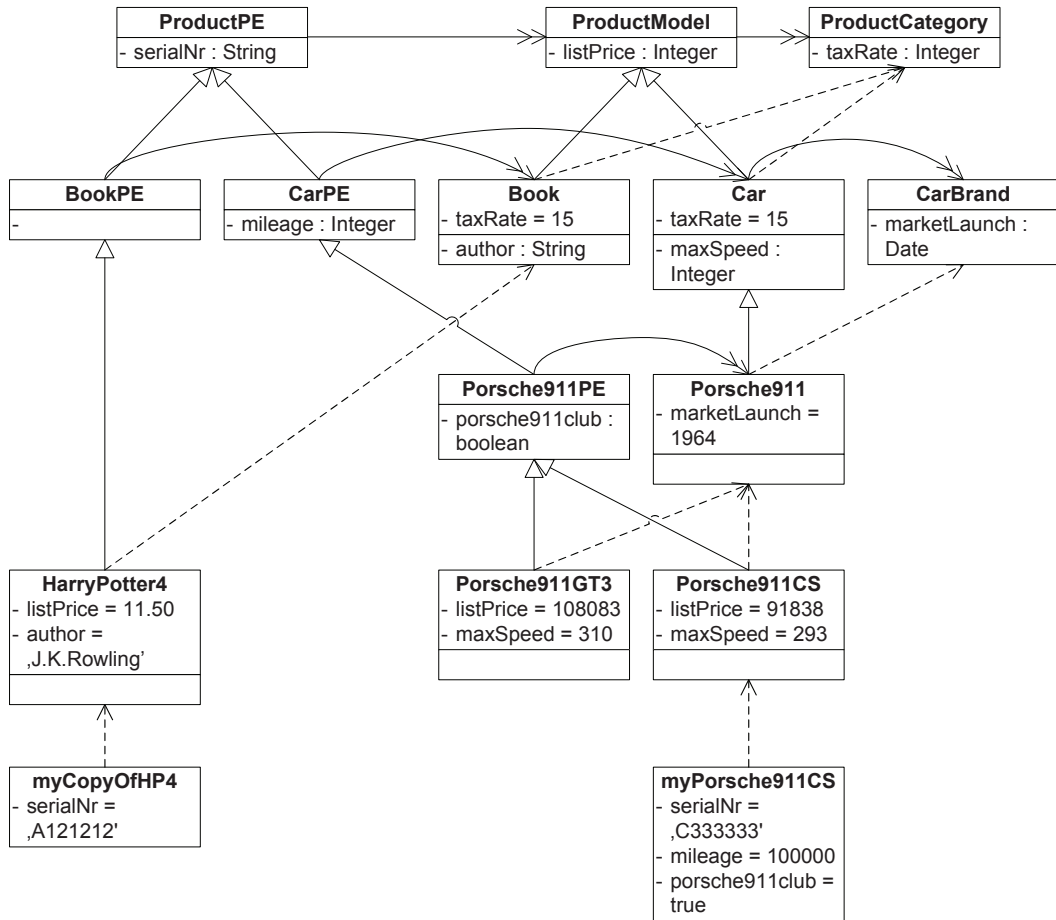 ProductPE
- serialNr : String
ProductModel
- listPrice : Integer
ProductCategory
- taxRate : Integer
BookPE
-
CarPE
- mileage : Integer
Book
- taxRate = 15
- author : String
Car
- taxRate = 15
- maxSpeed :
Integer
CarBrand
- marketLaunch :
Date
Porsche911PE
- porsche911club :
boolean
Porsche911
- marketLaunch =
1964
HarryPotter4
- listPrice = 11.50
- author =
‚J.K.Rowling’
Porsche911GT3
- listPrice = 108083
- maxSpeed = 310
Porsche911CS
- listPrice = 91838
- maxSpeed = 293
myCopyOfHP4
- serialNr =
‚A121212'
myPorsche911CS
- serialNr =
‚C333333'
- mileage = 100000
- porsche911club =
true